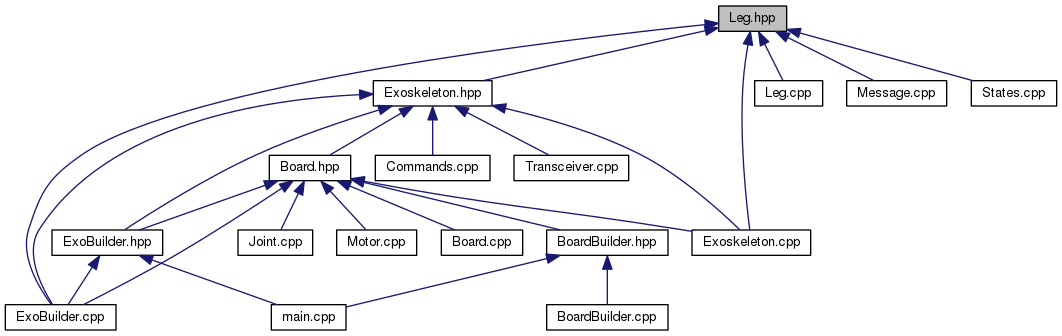 Leg.hpp
Exoskeleton.hpp
Leg.cpp
Message.cpp
States.cpp
Board.hpp
Commands.cpp
Transceiver.cpp
ExoBuilder.hpp
Joint.cpp
Motor.cpp
Board.cpp
BoardBuilder.hpp
Exoskeleton.cpp
ExoBuilder.cpp
main.cpp
BoardBuilder.cpp